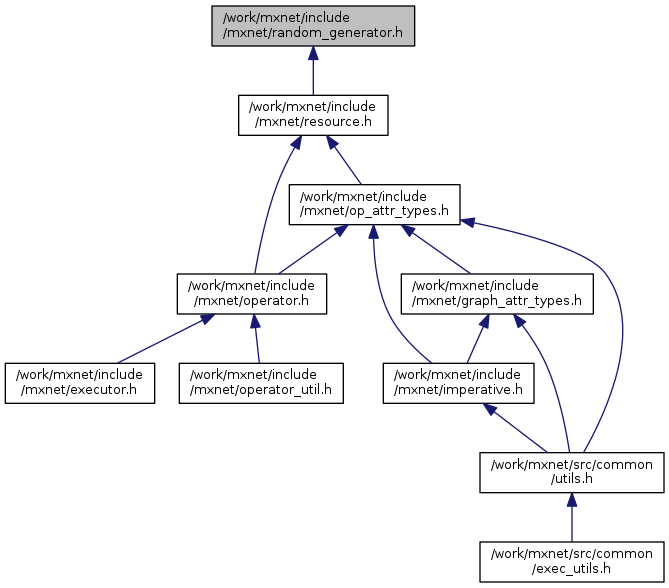 /work/mxnet/include
/mxnet/random_generator.h
/work/mxnet/include
/mxnet/resource.h
/work/mxnet/include
/mxnet/op_attr_types.h
/work/mxnet/include
/mxnet/operator.h
/work/mxnet/include
/mxnet/graph_attr_types.h
/work/mxnet/include
/mxnet/executor.h
/work/mxnet/include
/mxnet/operator_util.h
/work/mxnet/include
/mxnet/imperative.h
/work/mxnet/src/common
/utils.h
/work/mxnet/src/common
/exec_utils.h